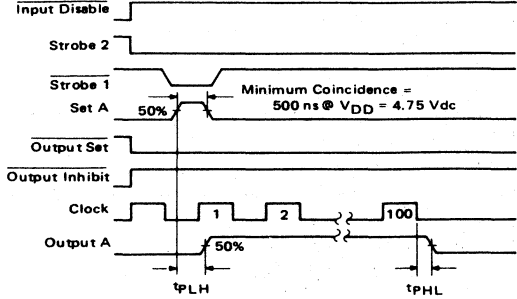 Input Disable
Strobe 2
Strobe 1
Minimum Coincidence =
500 ns @ VDD = 4.75 Vdc
Set A
50%
Output Set
Output Inhibit
Clock
1
2
100
Output A
50%
tPLH
tPHL